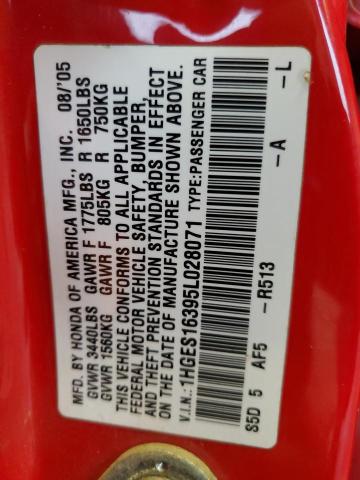 MFD. BY HONDA OF AMERICA MFG., INC. 08/'05
GVWR 3440LBS GAWR F 1775LBS R 1650LBS
GVWR 1560KG GAWR F 805KG R 750KG
THIS VEHICLE CONFORMS TO ALL APPLICABLE
FEDERAL MOTOR VEHICLE SAFETY, BUMPER,
AND THEFT PREVENTION STANDARDS IN EFFECT
ON THE DATE OF MANUFACTURE SHOWN ABOVE.
V.I.N.: 1HGES16395L028071 TYPE:PASSENGER CAR
S5D 5 AF5 -R513 -A -L